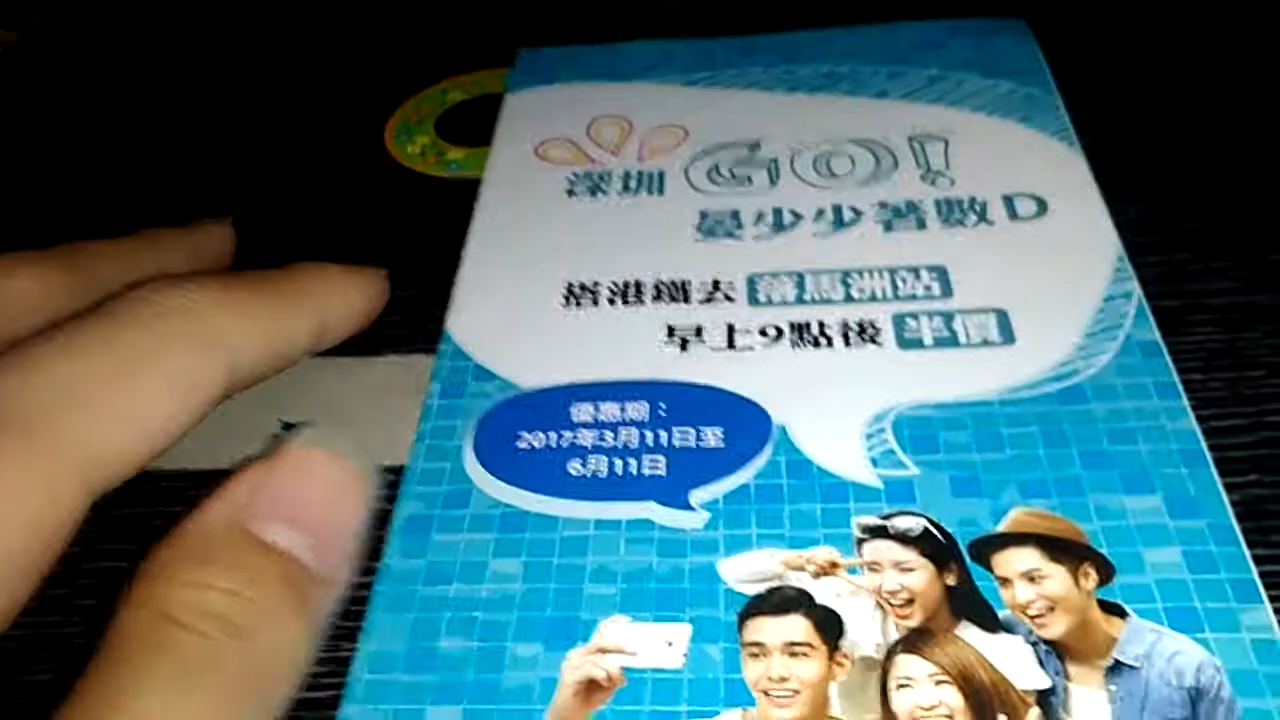 深圳 GO!
曼少少著數D
搭港鐵去 落馬洲站
早上9點後 半價
優惠期：
2017年3月11日至
6月11日